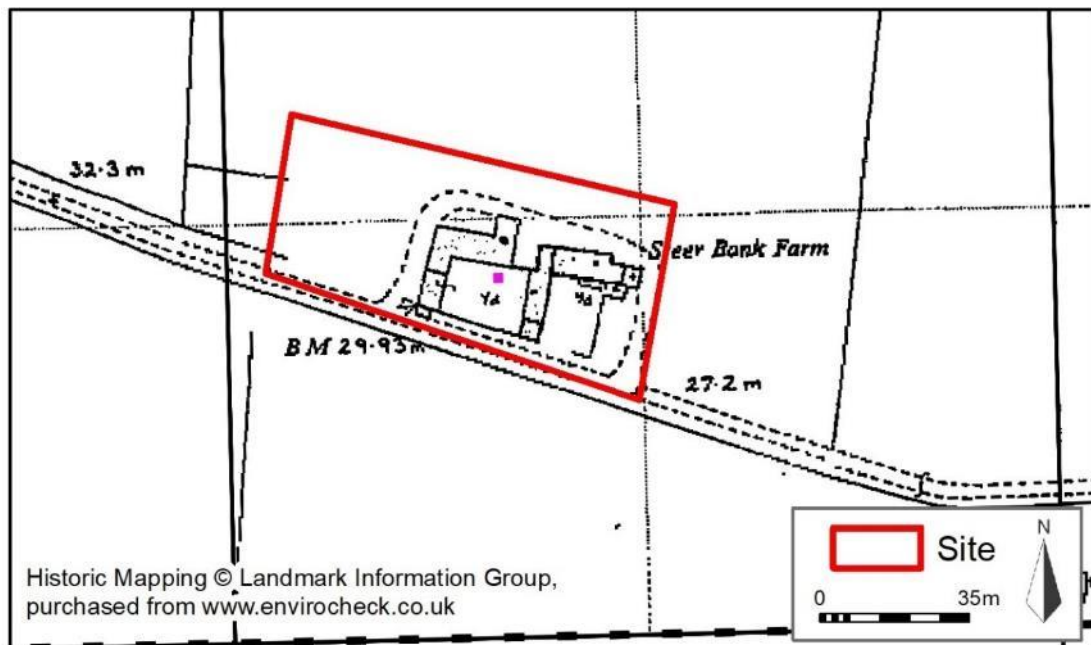 32·3 m
Steer Bank Farm
Yd
Yd
BM 29·93m
27·2 m
Site
N
0 35m
Historic Mapping © Landmark Information Group,
purchased from www.envirocheck.co.uk